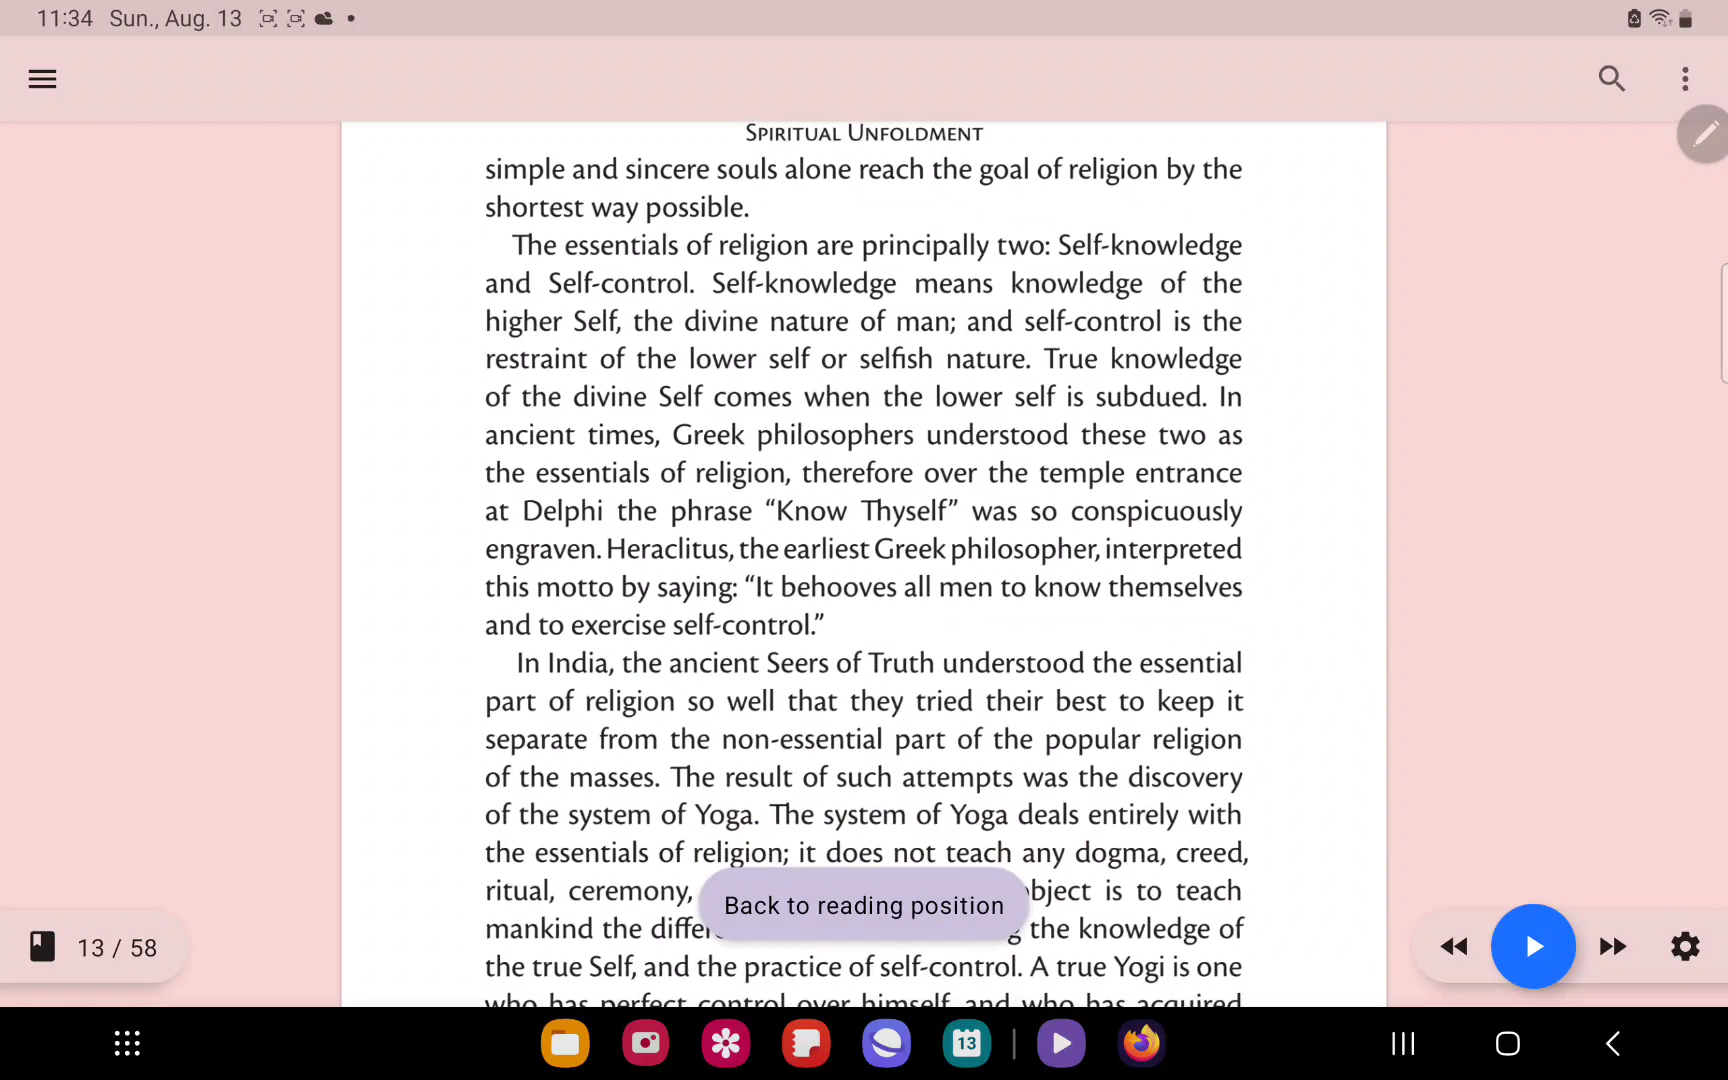 11:34 Sun., Aug. 13
SPIRITUAL UNFOLDMENT
simple and sincere souls alone reach the goal of religion by the
shortest way possible.
The essentials of religion are principally two: Self-knowledge
and Self-control. Self-knowledge means knowledge of the
higher Self, the divine nature of man; and self-control is the
restraint of the lower self or selfish nature. True knowledge
of the divine Self comes when the lower self is subdued. In
ancient times, Greek philosophers understood these two as
the essentials of religion, therefore over the temple entrance
at Delphi the phrase “Know Thyself” was so conspicuously
engraven. Heraclitus, the earliest Greek philosopher, interpreted
this motto by saying: “It behooves all men to know themselves
and to exercise self-control.”
In India, the ancient Seers of Truth understood the essential
part of religion so well that they tried their best to keep it
separate from the non-essential part of the popular religion
of the masses. The result of such attempts was the discovery
of the system of Yoga. The system of Yoga deals entirely with
the essentials of religion; it does not teach any dogma, creed,
ritual, ceremony, is to teach
Back to reading position
mankind the the knowledge of
the true Self, and the practice of self-control. A true Yogi is one
who has perfect control over himself and who has acquired
13 / 58
13